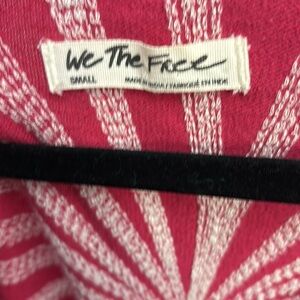 We The Free
SMALL
MADE IN INDIA / FABRIQUÉ EN INDE